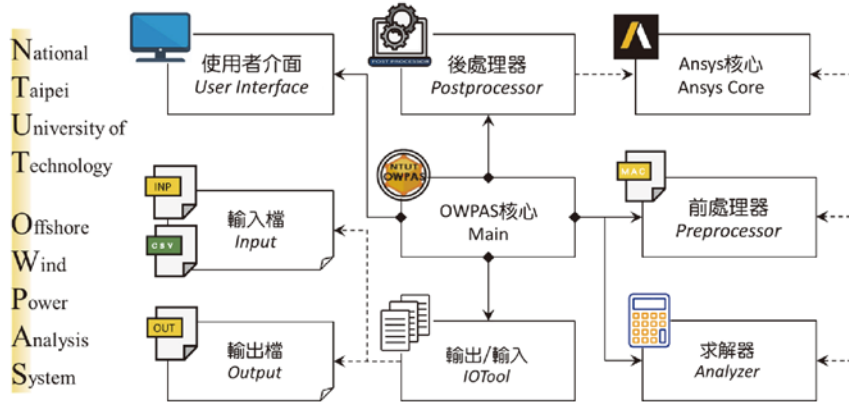 National
Taipei
University of
Technology
Offshore
Wind
Power
Analysis
System
使用者介面
User Interface
POST PROCESSOR
後處理器
Postprocessor
Ansys核心
Ansys Core
INP
CSV
輸入檔
Input
NTUT
OWPAS
OWPAS核心
Main
MAC
前處理器
Preprocessor
OUT
輸出檔
Output
輸出/輸入
IOTool
求解器
Analyzer